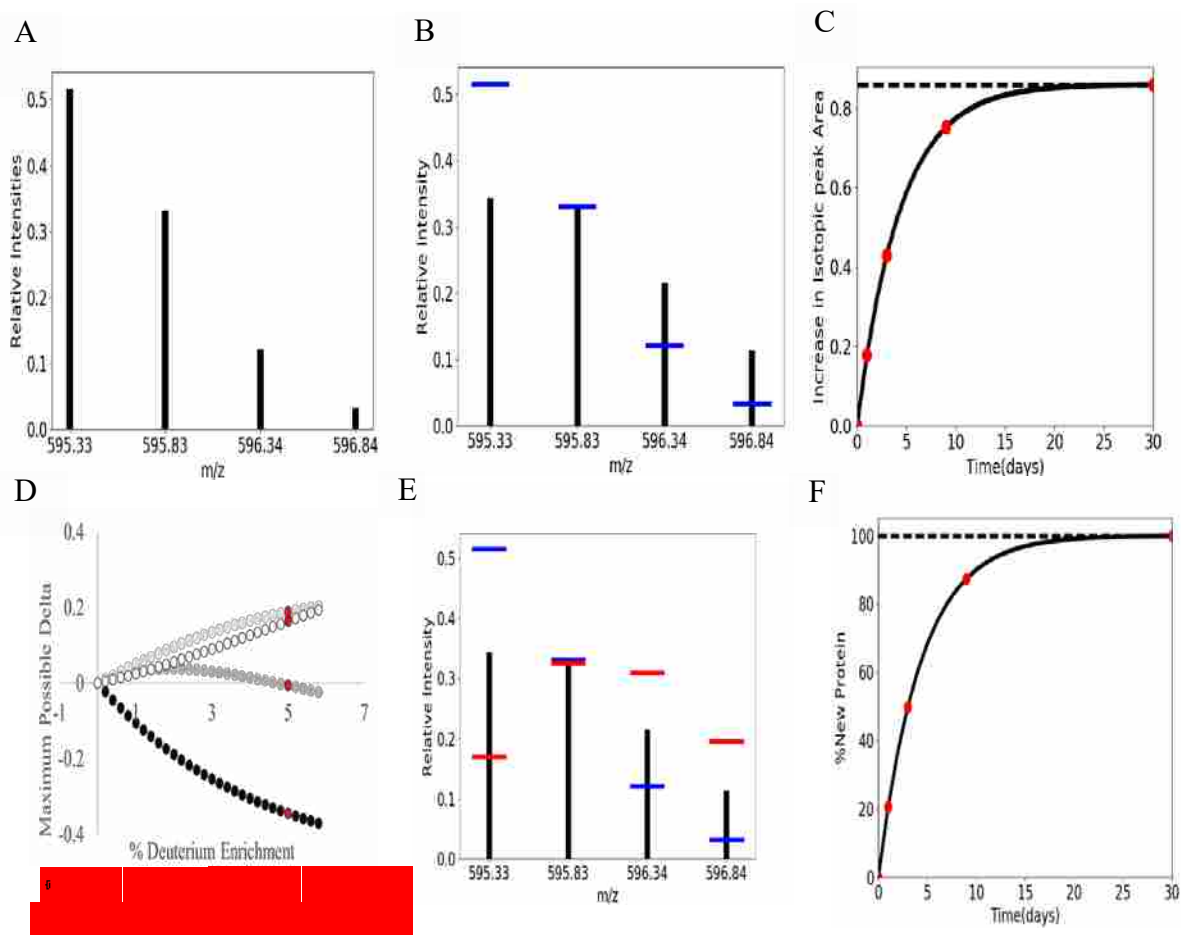 A
Relative Intensities
0.5
0.4
0.3
0.2
0.1
0.0
595.33 595.83 596.34 596.84
m/z
B
Relative Intensity
0.5
0.4
0.3
0.2
0.1
0.0
595.33 595.83 596.34 596.84
m/z
C
Increase in Isotopic peak Area
0.8
0.6
0.4
0.2
0.0
0 5 10 15 20 25 30
Time(days)
D
Maximum Possible Delta
0.4
0.2
0
-0.2
-0.4
-1 1 3 5 7
% Deuterium Enrichment
E
Relative Intensity
0.5
0.4
0.3
0.2
0.1
0.0
595.33 595.83 596.34 596.84
m/z
F
%New Protein
100
80
60
40
20
0
0 5 10 15 20 25 30
Time(days)